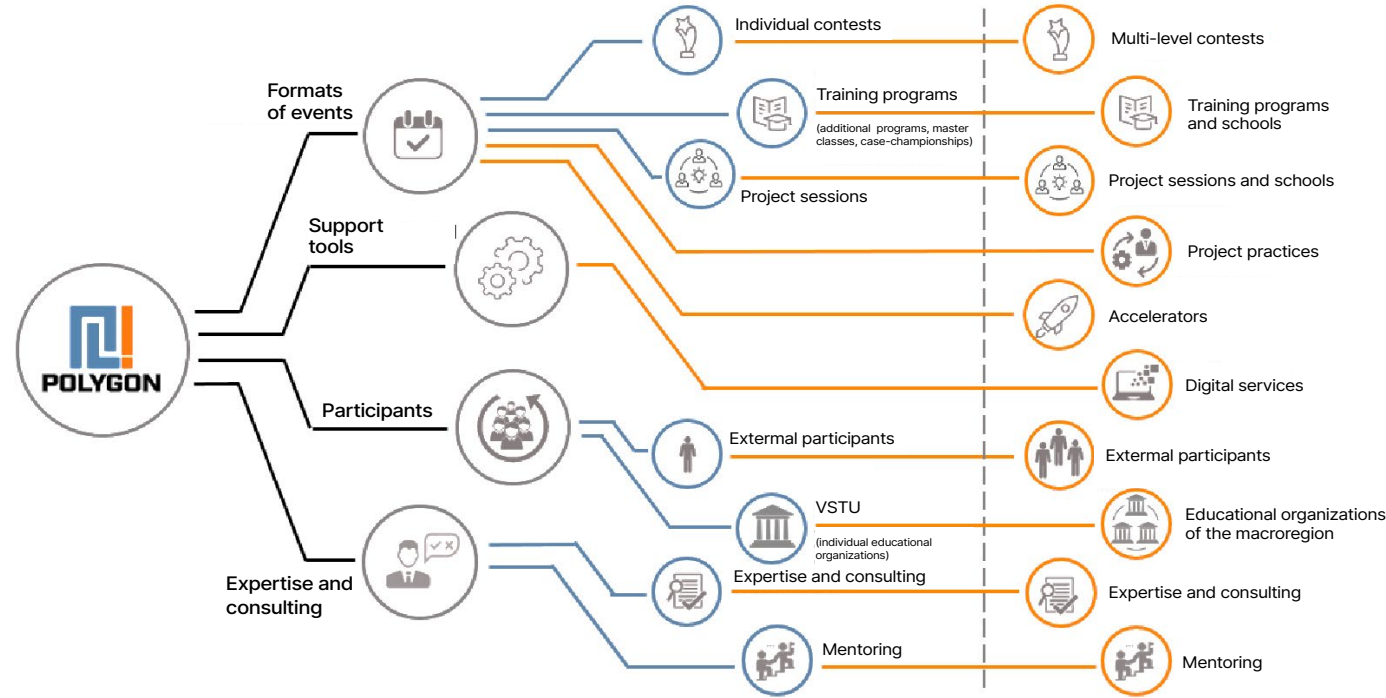 Individual contests
Multi-level contests
Formats
of events
Training programs
(additional programs, master
classes, case-championships)
Training programs
and schools
Project sessions
Project sessions and schools
Support
tools
Project practices
POLYGON
Accelerators
Digital services
Participants
Extermal participants
Extermal participants
VSTU
(individual educational
organizations)
Educational organizations
of the macroregion
Expertise and
consulting
Expertise and consulting
Expertise and consulting
Mentoring
Mentoring